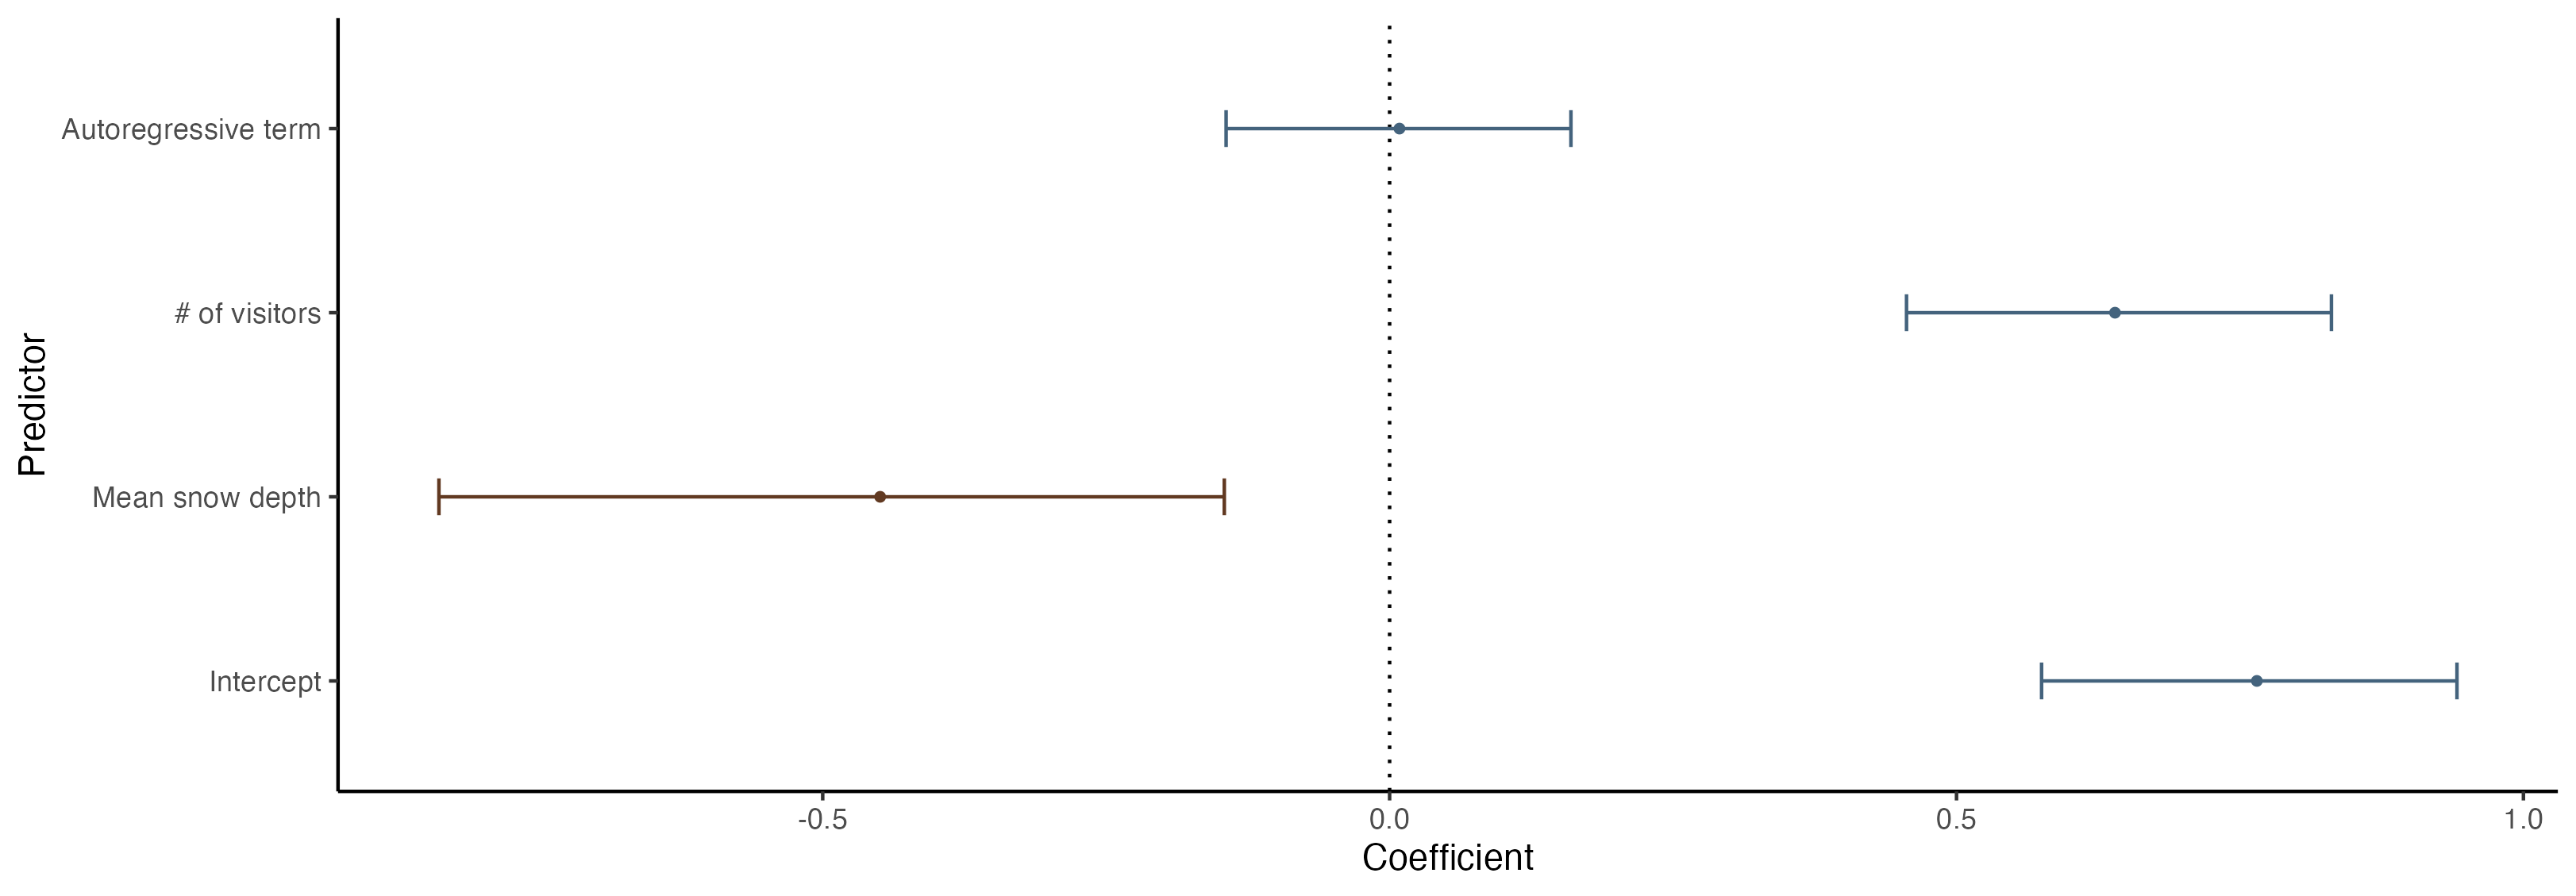 Predictor
Autoregressive term
# of visitors
Mean snow depth
Intercept
-0.5
0.0
0.5
1.0
Coefficient